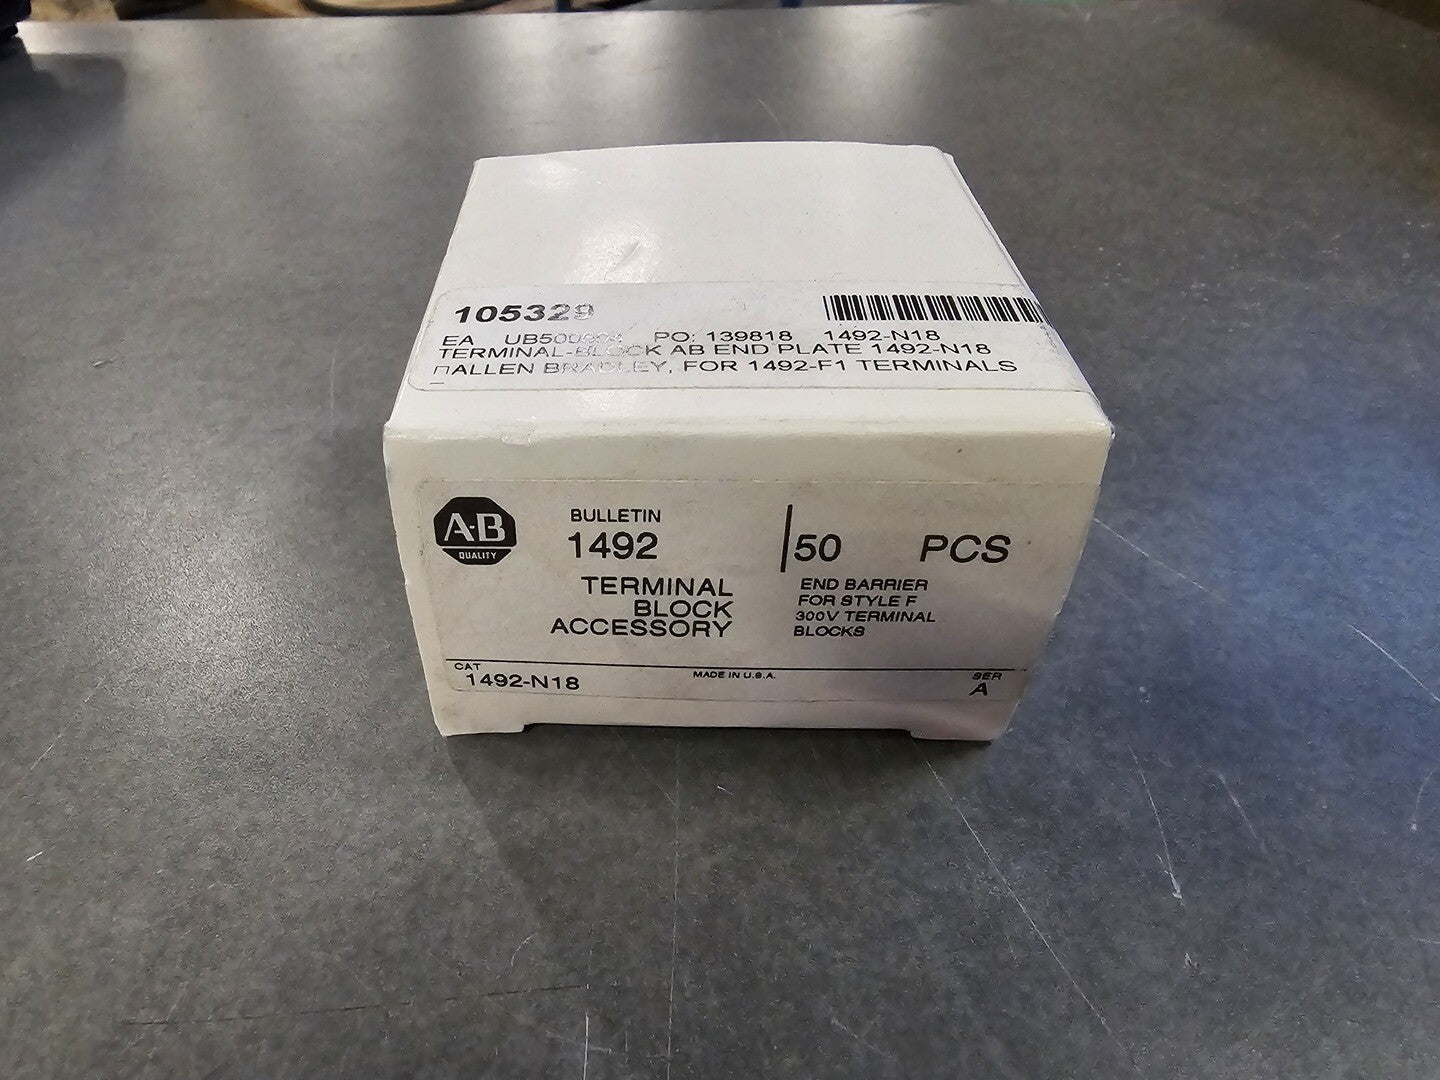 105329
EA PO: 139818 1492-N18
TERMINAL-BLOCK AB END PLATE 1492-N18
ALLEN BRADLEY, FOR 1492-F1 TERMINALS
A-B
QUALITY
BULLETIN
1492
TERMINAL
BLOCK
ACCESSORY
50 PCS
END BARRIER
FOR STYLE F
300V TERMINAL
BLOCKS
CAT
1492-N18
MADE IN U.S.A.
SER
A